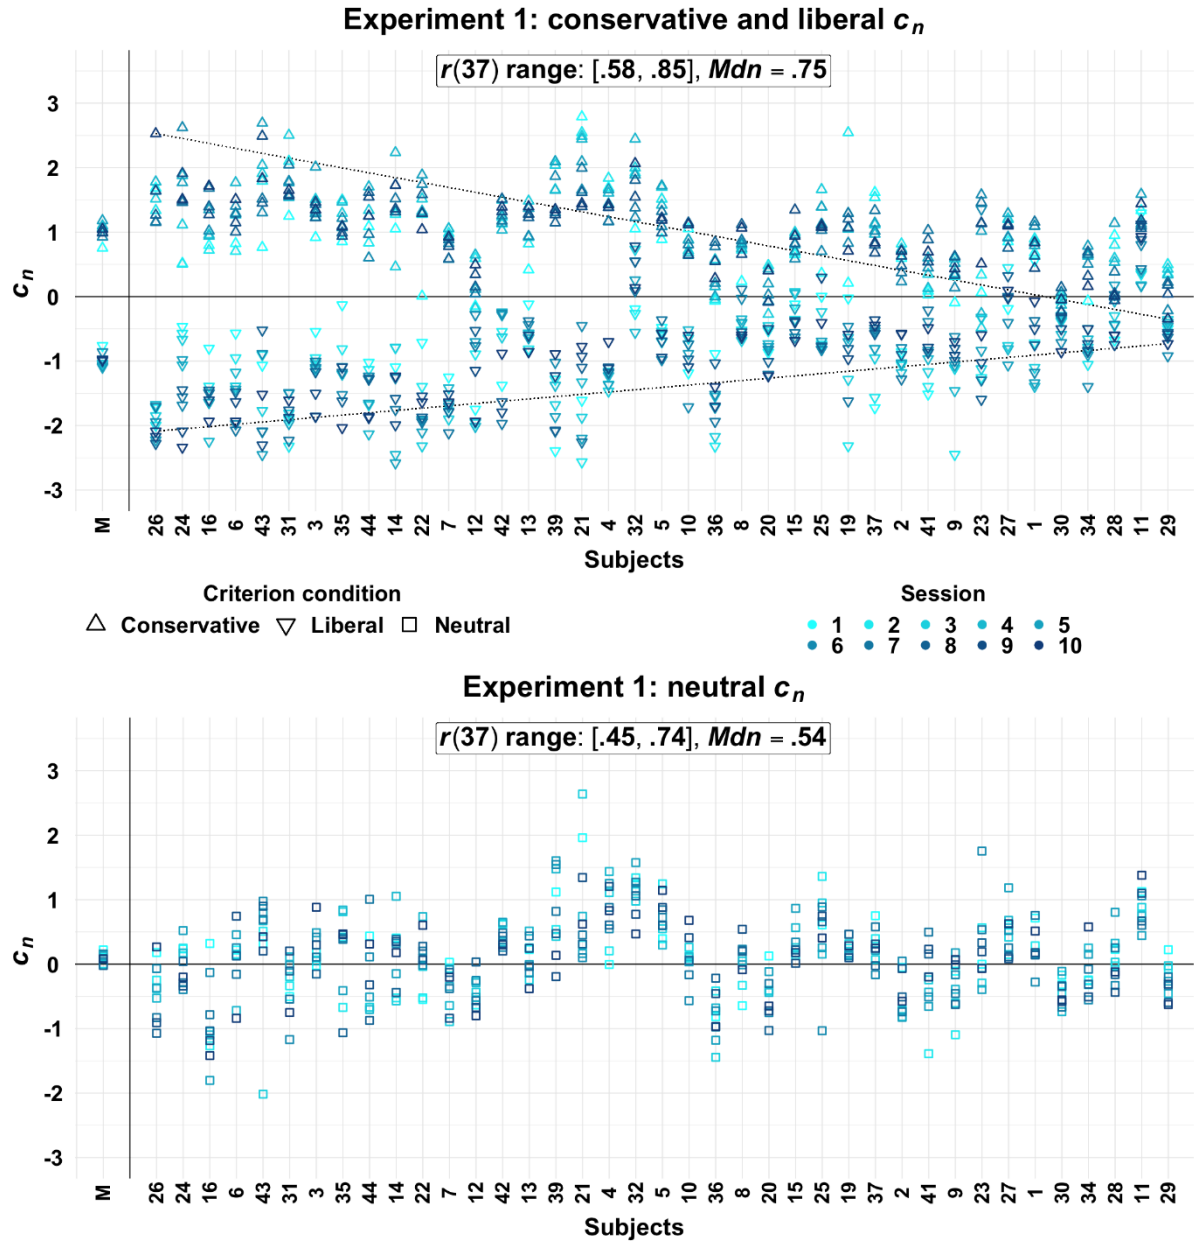 Experiment 1: conservative and liberal c n
r(37) range: [.58, .85], Mdn = .75
3
2
1
0
-1
-2
-3
c n
M 26 24 16 6 43 31 3 35 44 14 22 7 12 42 13 39 21 4 32 5 10 36 8 20 15 25 19 37 2 41 9 23 27 1 30 34 28 11 29
Subjects
Criterion condition
Conservative Liberal Neutral
Session
1 2 3 4 5
6 7 8 9 10
Experiment 1: neutral c n
r(37) range: [.45, .74], Mdn = .54
3
2
1
0
-1
-2
-3
c n
M 26 24 16 6 43 31 3 35 44 14 22 7 12 42 13 39 21 4 32 5 10 36 8 20 15 25 19 37 2 41 9 23 27 1 30 34 28 11 29
Subjects